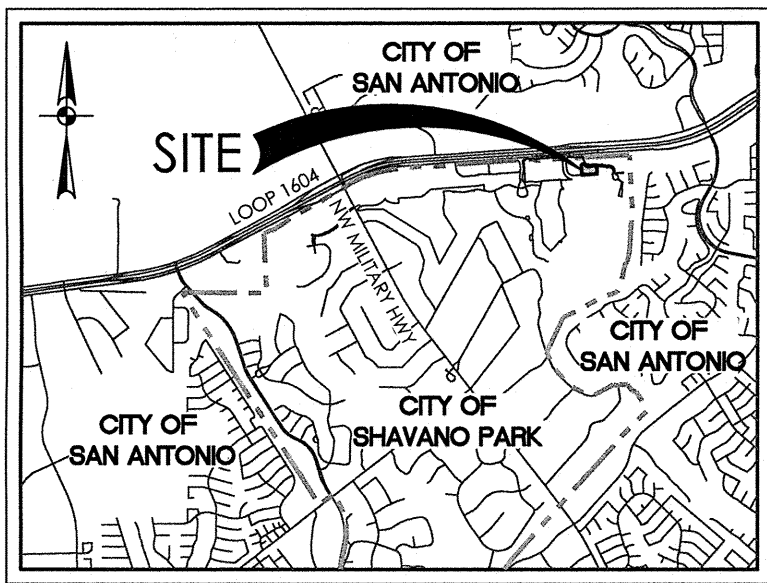 CITY OF
SAN ANTONIO
SITE
LOOP 1604
NW MILITARY HWY
CITY OF
SAN ANTONIO
CITY OF
SHAVANO PARK
CITY OF
SAN ANTONIO